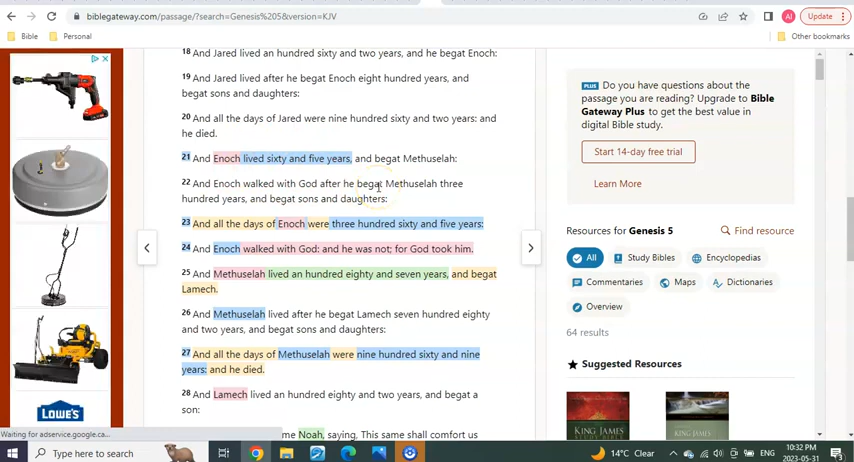 biblegateway.com/passage/?search=Genesis%205&version=KJV
AI
Update
Bible
Personal
Other bookmarks
18 And Jared lived an hundred sixty and two years, and he begat Enoch:
19 And Jared lived after he begat Enoch eight hundred years, and
begat sons and daughters:
20 And all the days of Jared were nine hundred sixty and two years: and
he died.
21 And Enoch lived sixty and five years, and begat Methuselah:
22 And Enoch walked with God after he begat Methuselah three
hundred years, and begat sons and daughters:
23 And all the days of Enoch were three hundred sixty and five years:
24 And Enoch walked with God: and he was not; for God took him.
25 And Methuselah lived an hundred eighty and seven years, and begat
Lamech.
26 And Methuselah lived after he begat Lamech seven hundred eighty
and two years, and begat sons and daughters:
27 And all the days of Methuselah were nine hundred sixty and nine
years: and he died.
28 And Lamech lived an hundred eighty and two years, and begat a
son:
me Noah, saying, This same shall comfort us
PLUS Do you have questions about the
passage you are reading? Upgrade to Bible
Gateway Plus to get the best value in
digital Bible study.
Start 14-day free trial
Learn More
Resources for Genesis 5
Find resource
All
Study Bibles
Encyclopedias
Commentaries
Maps
Dictionaries
Overview
64 results
Suggested Resources
KING JAMES
KING JAMES
LOWE'S
Waiting for adservice.google.ca...
Type here to search
14°C Clear
ENG
10:32 PM
2023-05-31
3